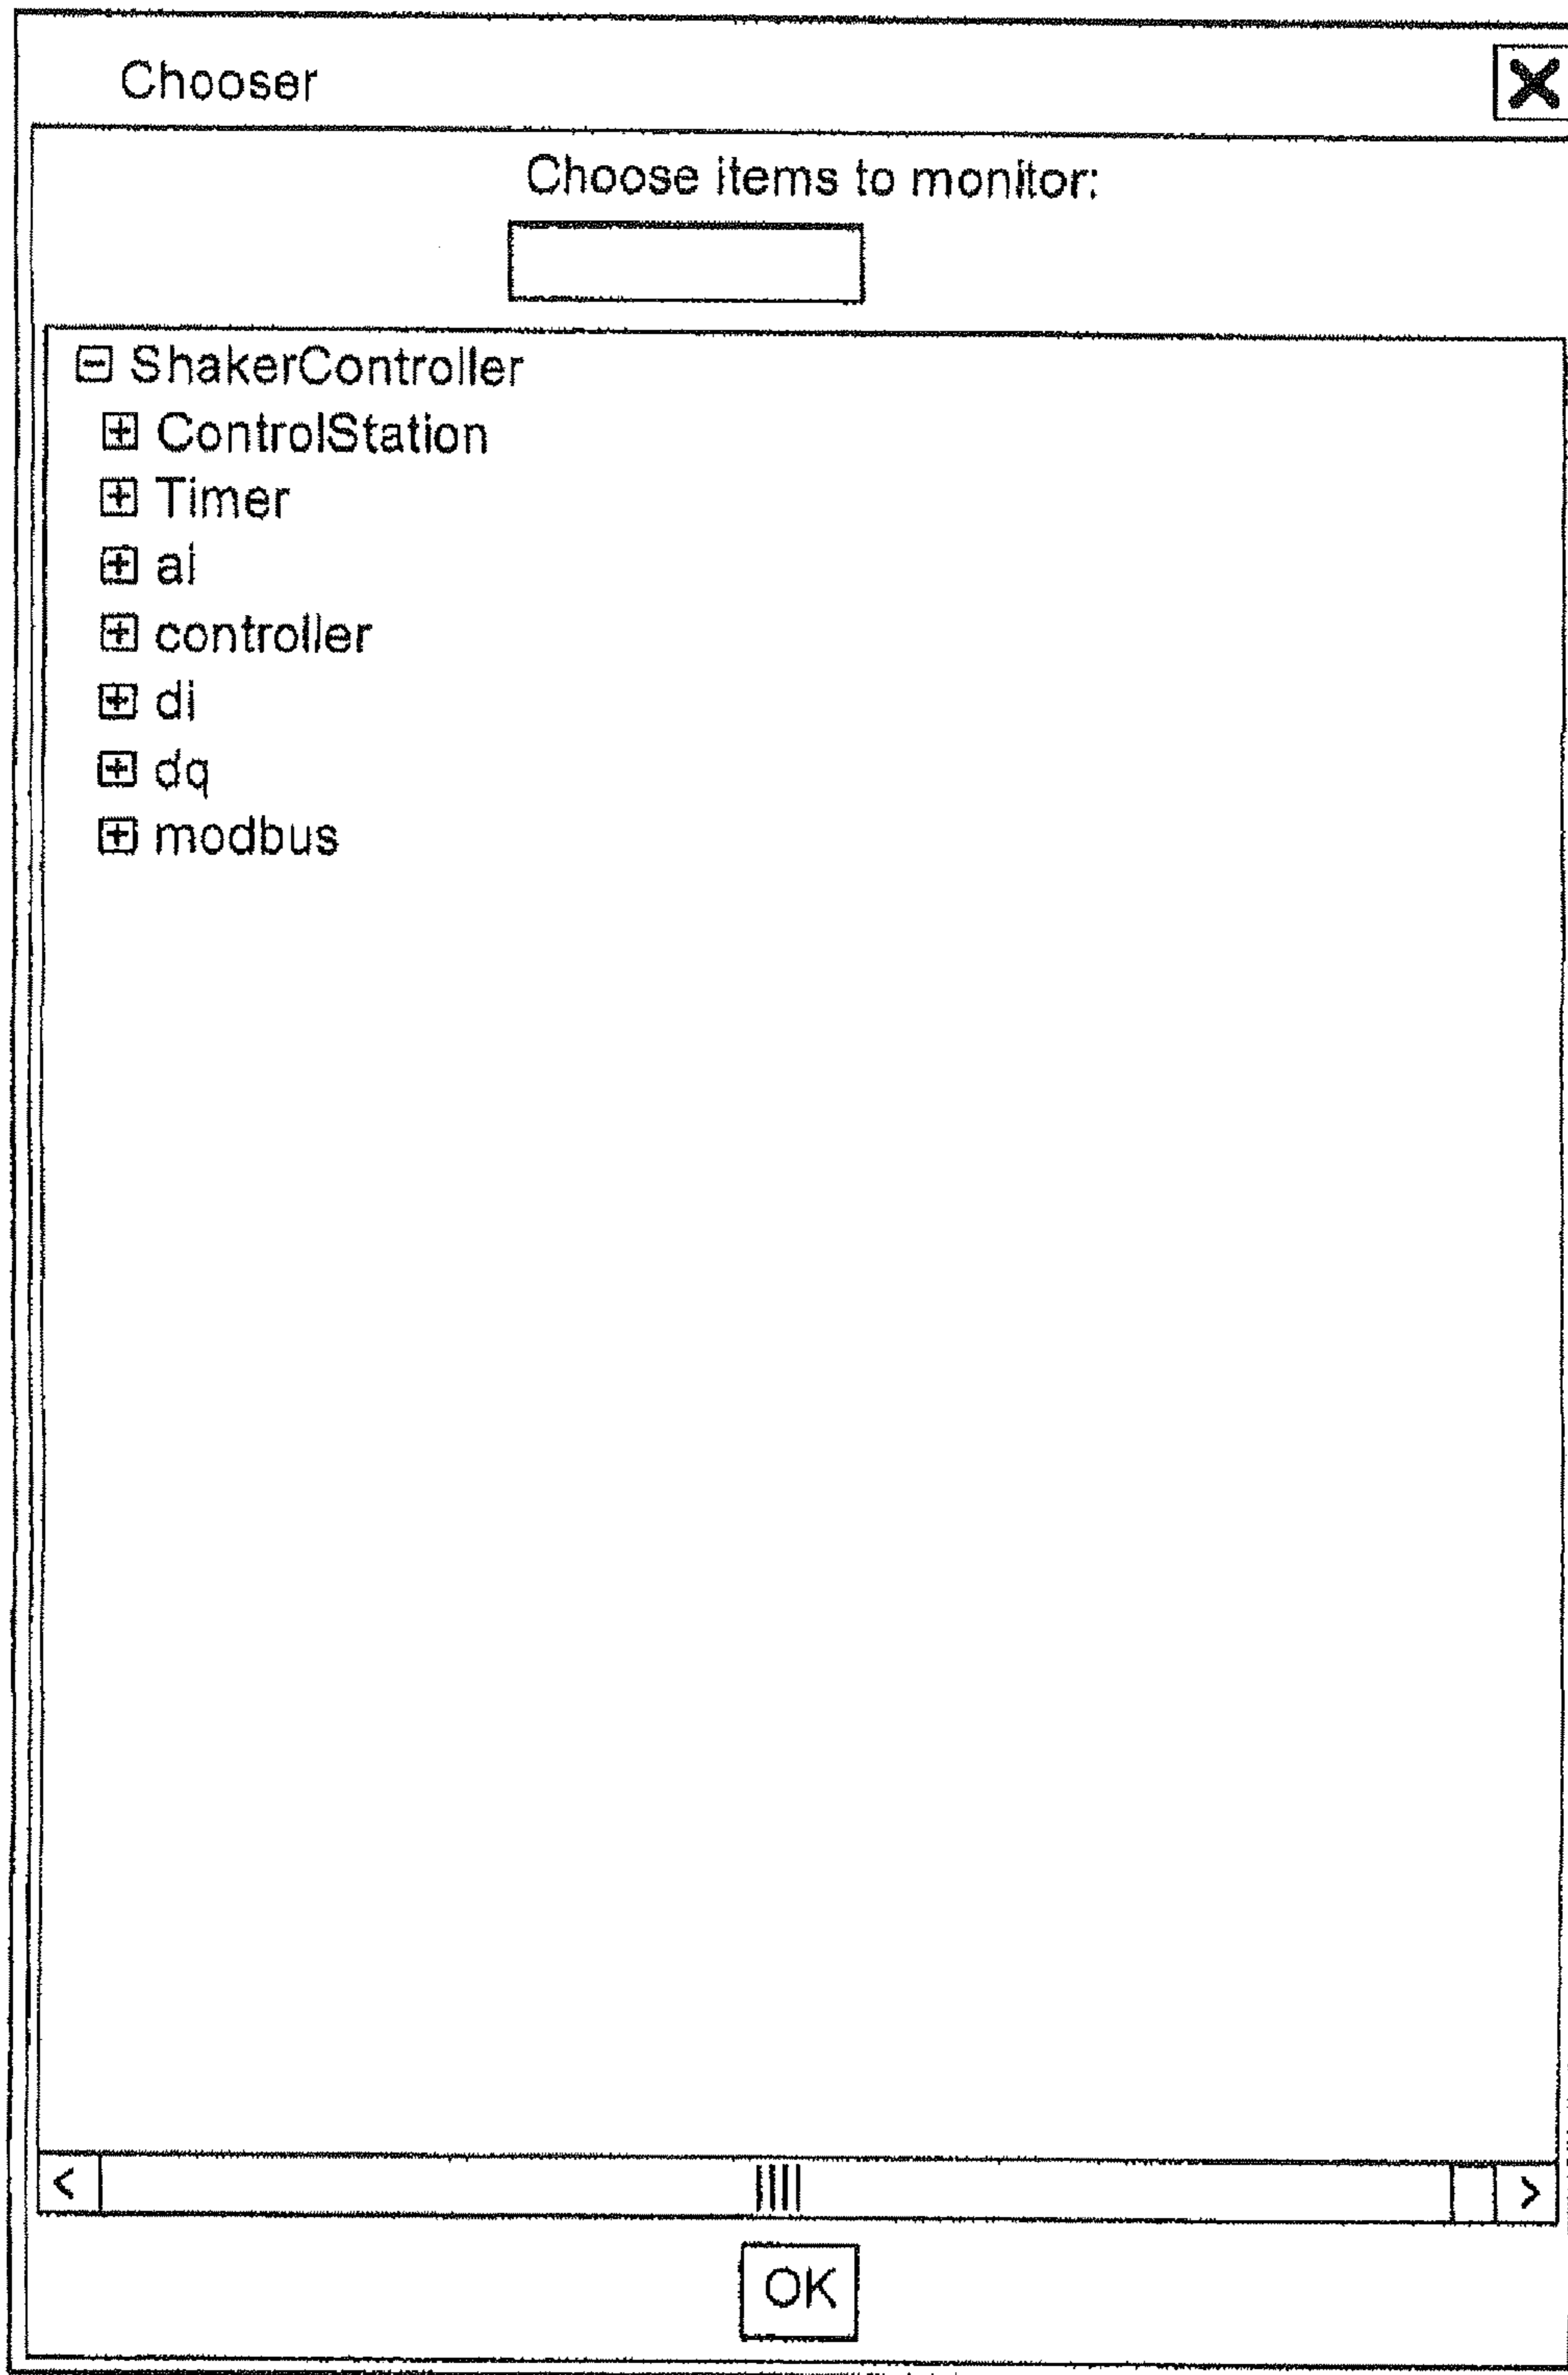 Chooser
Choose items to monitor:
ShakerController
ControlStation
Timer
ai
controller
di
dq
modbus
OK